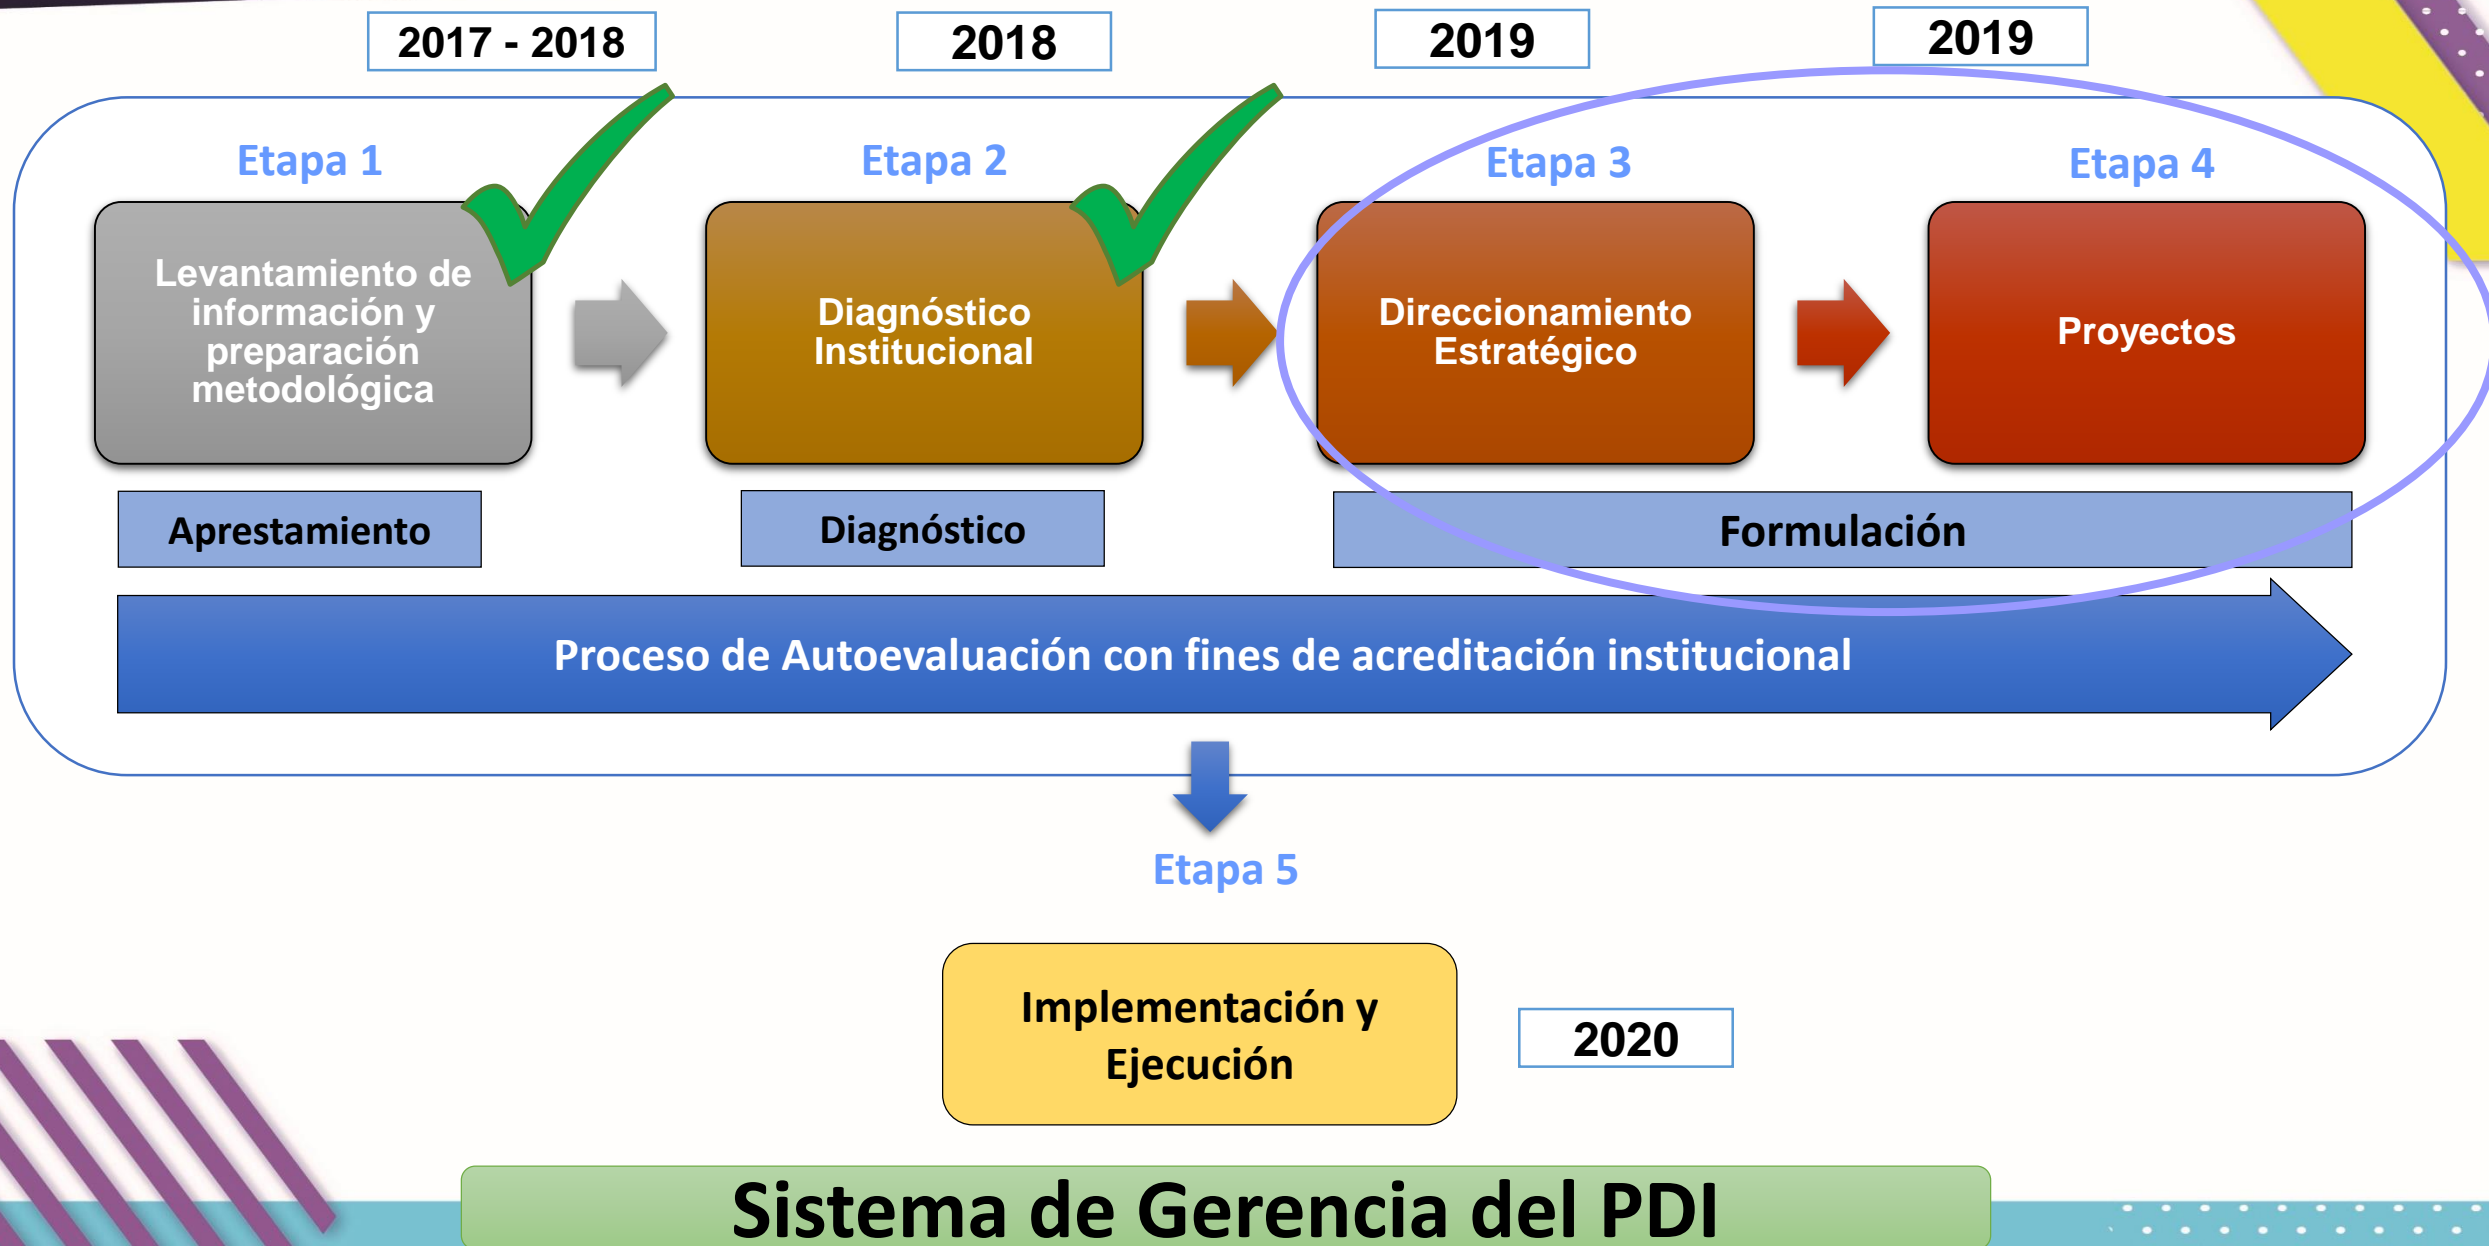 2017 - 2018
2018
2019
2019
Etapa 1
Etapa 2
Etapa 3
Etapa 4
Levantamiento de
información y
preparación
metodológica
Diagnóstico
Institucional
Direccionamiento
Estratégico
Proyectos
Aprestamiento
Diagnóstico
Formulación
Proceso de Autoevaluación con fines de acreditación institucional
Etapa 5
Implementación y
Ejecución
2020
Sistema de Gerencia del PDI